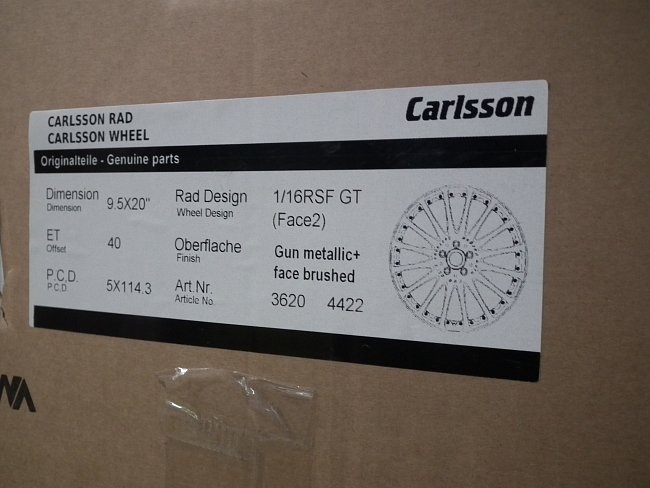 Carlsson
CARLSSON RAD
CARLSSON WHEEL
Originalteile - Genuine parts
Dimension
Dimension
9.5X20"
Rad Design
Wheel Design
1/16RSF GT
(Face2)
ET
Offset
40
Oberflache
Finish
Gun metallic+
face brushed
P.C.D.
P.C.D.
5X114.3
Art.Nr.
Article No.
3620 4422